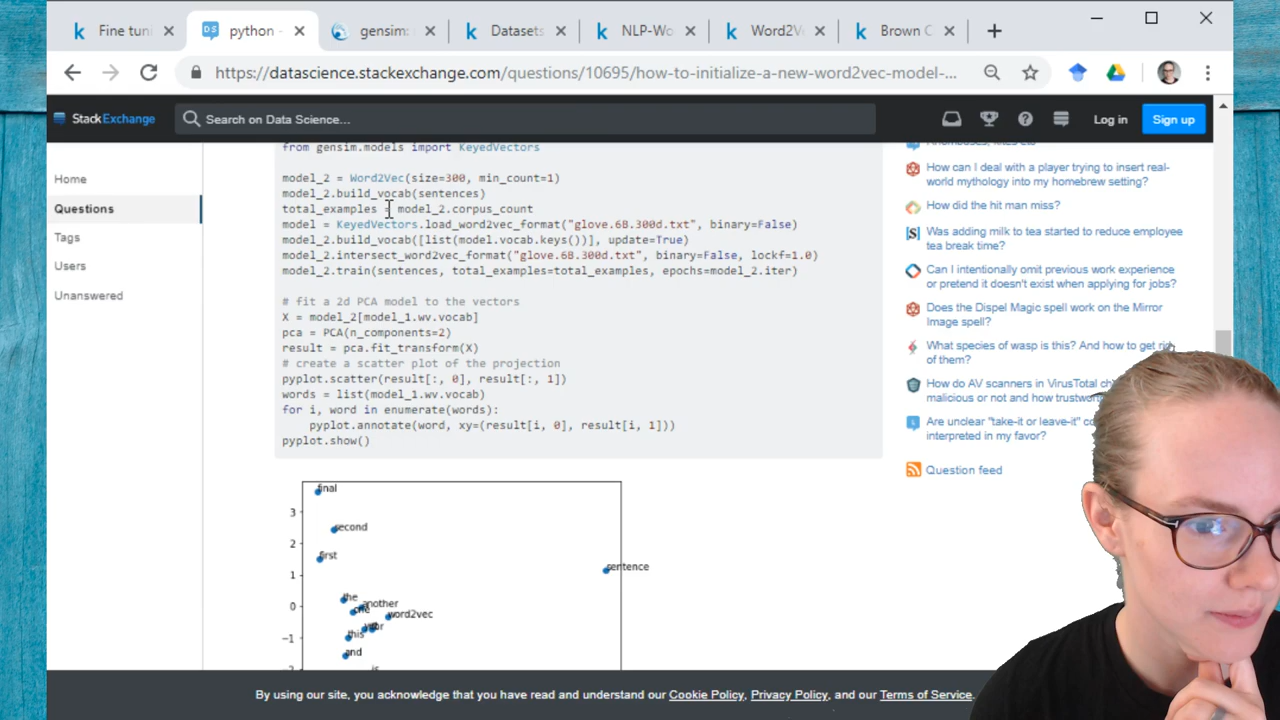 Fine tuni
python -
gensim:
Datasets
NLP-Wo
Word2V
Brown C
https://datascience.stackexchange.com/questions/10695/how-to-initialize-a-new-word2vec-model-...
StackExchange
Search on Data Science...
Log in
Sign up
Home
Questions
Tags
Users
Unanswered
from gensim.models import KeyedVectors
model_2 = Word2Vec(size=300, min_count=1)
model_2.build_vocab(sentences)
total_examples = model_2.corpus_count
model = KeyedVectors.load_word2vec_format("glove.6B.300d.txt", binary=False)
model_2.build_vocab([list(model.vocab.keys())], update=True)
model_2.intersect_word2vec_format("glove.6B.300d.txt", binary=False, lockf=1.0)
model_2.train(sentences, total_examples=total_examples, epochs=model_2.iter)
# fit a 2d PCA model to the vectors
X = model_2[model_1.wv.vocab]
pca = PCA(n_components=2)
result = pca.fit_transform(X)
# create a scatter plot of the projection
pyplot.scatter(result[:, 0], result[:, 1])
words = list(model_1.wv.vocab)
for i, word in enumerate(words):
pyplot.annotate(word, xy=(result[i, 0], result[i, 1]))
pyplot.show()
final
3
second
2
first
sentence
1
the
another
0
one
word2vec
this
-1
and
is
-2
How can I deal with a player trying to insert real-
world mythology into my homebrew setting?
How did the hit man miss?
Was adding milk to tea started to reduce employee
tea break time?
Can I intentionally omit previous work experience
or pretend it doesn't exist when applying for jobs?
Does the Dispel Magic spell work on the Mirror
Image spell?
What species of wasp is this? And how to get rid
of them?
How do AV scanners in VirusTotal ch
malicious or not and how trustwor
Are unclear "take-it or leave-it" co
interpreted in my favor?
Question feed
By using our site, you acknowledge that you have read and understand our Cookie Policy, Privacy Policy, and our Terms of Service.